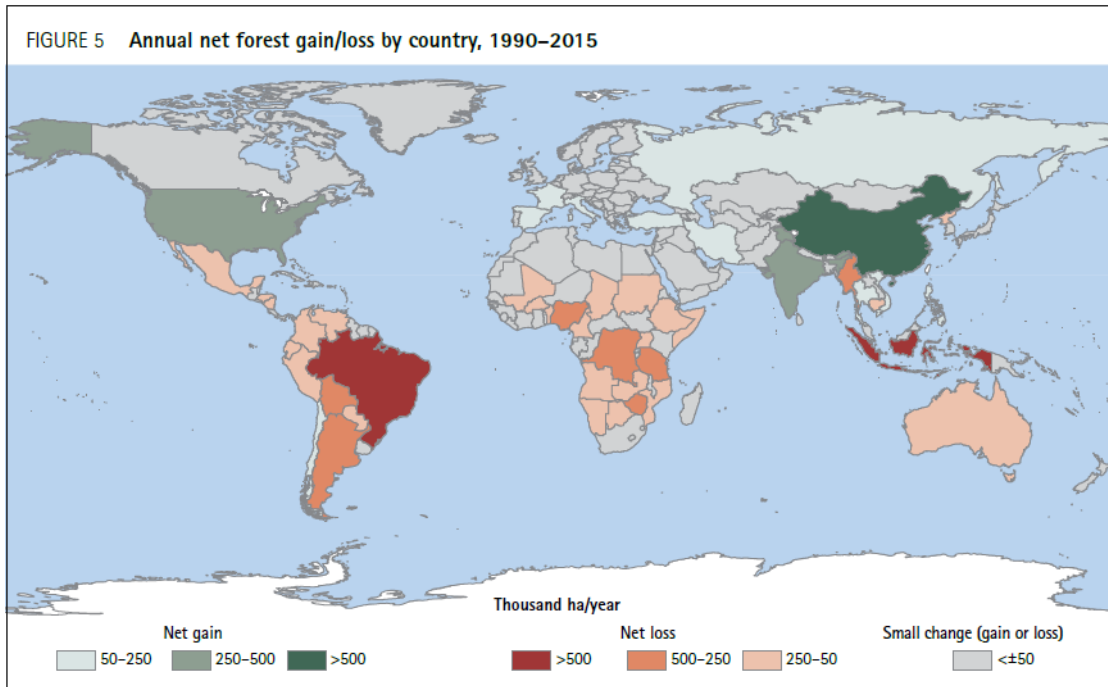 FIGURE 5 Annual net forest gain/loss by country, 1990–2015
Thousand ha/year
Net gain Net loss Small change (gain or loss)
50–250 250–500 >500 >500 500–250 250–50 <±50